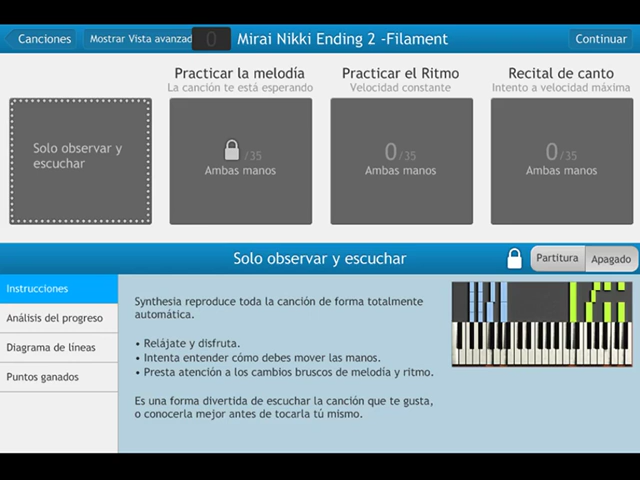 Canciones
Mostrar Vista avanzad
0
Mirai Nikki Ending 2 -Filament
Continuar
Practicar la melodía
La canción te está esperando
Practicar el Ritmo
Velocidad constante
Recital de canto
Intento a velocidad máxima
Solo observar y
escuchar
/35
Ambas manos
0/35
Ambas manos
0/35
Ambas manos
Solo observar y escuchar
Partitura
Apagado
Instrucciones
Análisis del progreso
Diagrama de líneas
Puntos ganados
Synthesia reproduce toda la canción de forma totalmente
automática.
• Relájate y disfruta.
• Intenta entender cómo debes mover las manos.
• Presta atención a los cambios bruscos de melodía y ritmo.
Es una forma divertida de escuchar la canción que te gusta,
o conocerla mejor antes de tocarla tú mismo.